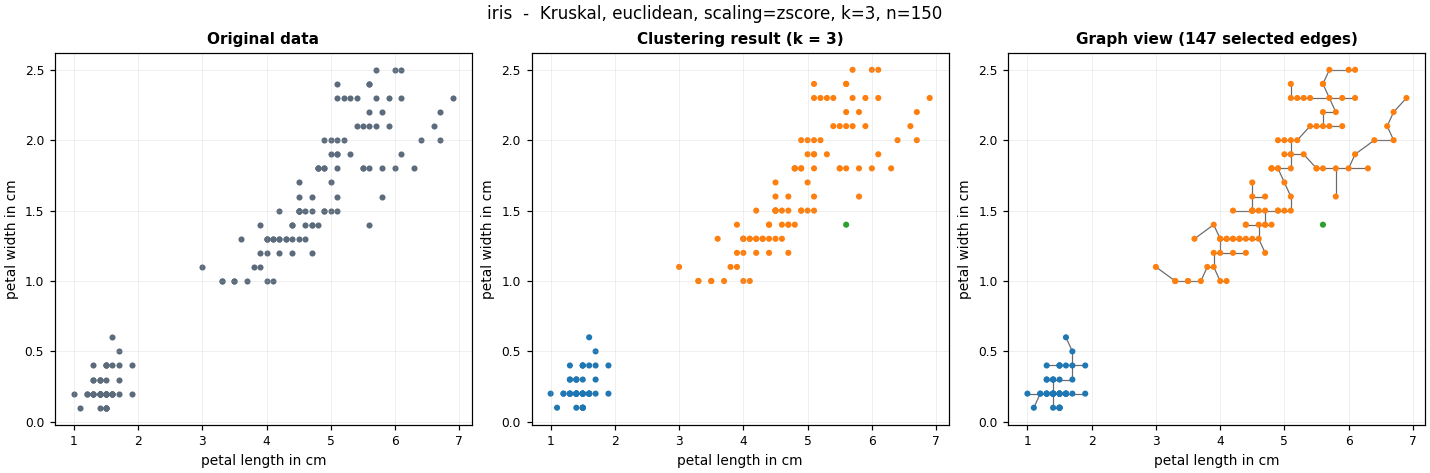 iris  -  Kruskal, euclidean, scaling=zscore, k=3, n=150
Original data
Clustering result (k = 3)
Graph view (147 selected edges)
petal width in cm
2.5
2.0
1.5
1.0
0.5
0.0
1 2 3 4 5 6 7
petal length in cm
petal width in cm
2.5
2.0
1.5
1.0
0.5
0.0
1 2 3 4 5 6 7
petal length in cm
petal width in cm
2.5
2.0
1.5
1.0
0.5
0.0
1 2 3 4 5 6 7
petal length in cm